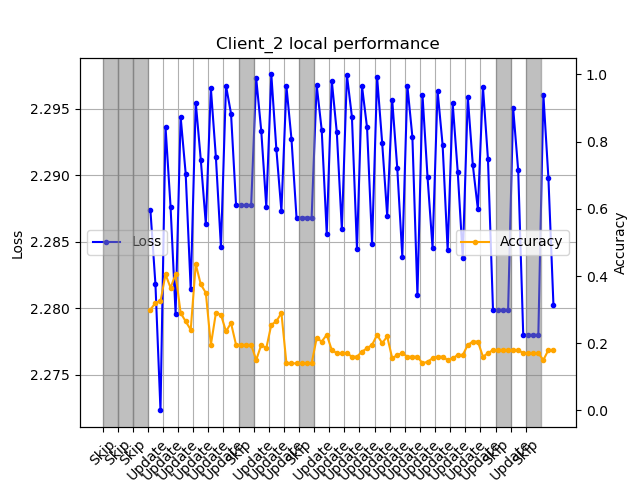 Client_2 local performance
2.295
2.290
2.285
2.280
2.275
Loss
Loss
Accuracy
1.0
0.8
0.6
0.4
0.2
0.0
Accuracy
Skip
Skip
Skip
Update
Update
Update
Update
Update
Update
Skip
Update
Update
Update
Skip
Update
Update
Update
Update
Update
Update
Update
Update
Update
Update
Update
Update
Skip
Update
Skip